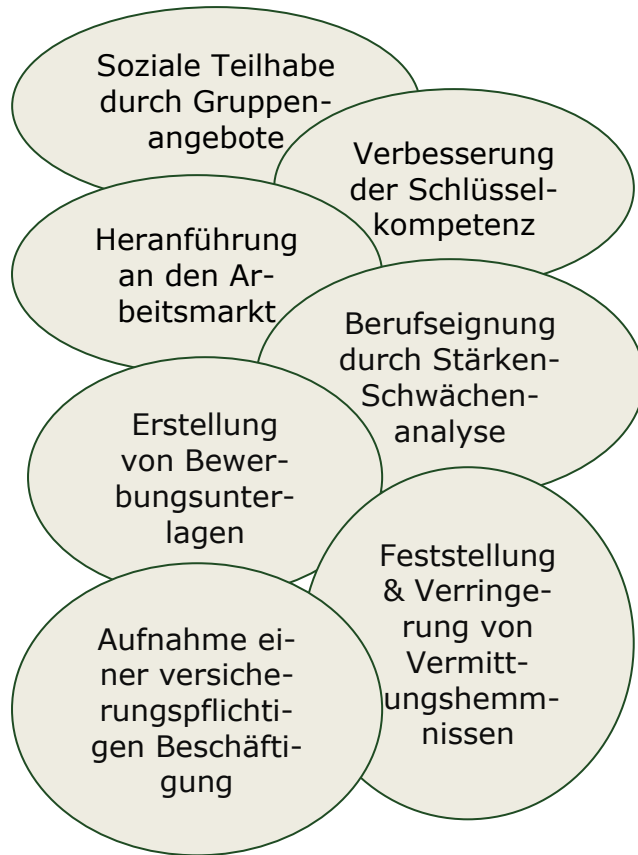 Soziale Teilhabe
durch Gruppen-
angebote
Verbesserung
der Schlüssel-
kompetenz
Heranführung
an den Ar-
beitsmarkt
Berufseignung
durch Stärken-
Schwächen-
analyse
Erstellung
von Bewer-
bungsunter-
lagen
Feststellung
& Verringe-
rung von
Vermitt-
ungshemm-
nissen
Aufnahme ei-
ner versiche-
rungspflichti-
gen Beschäfti-
gung